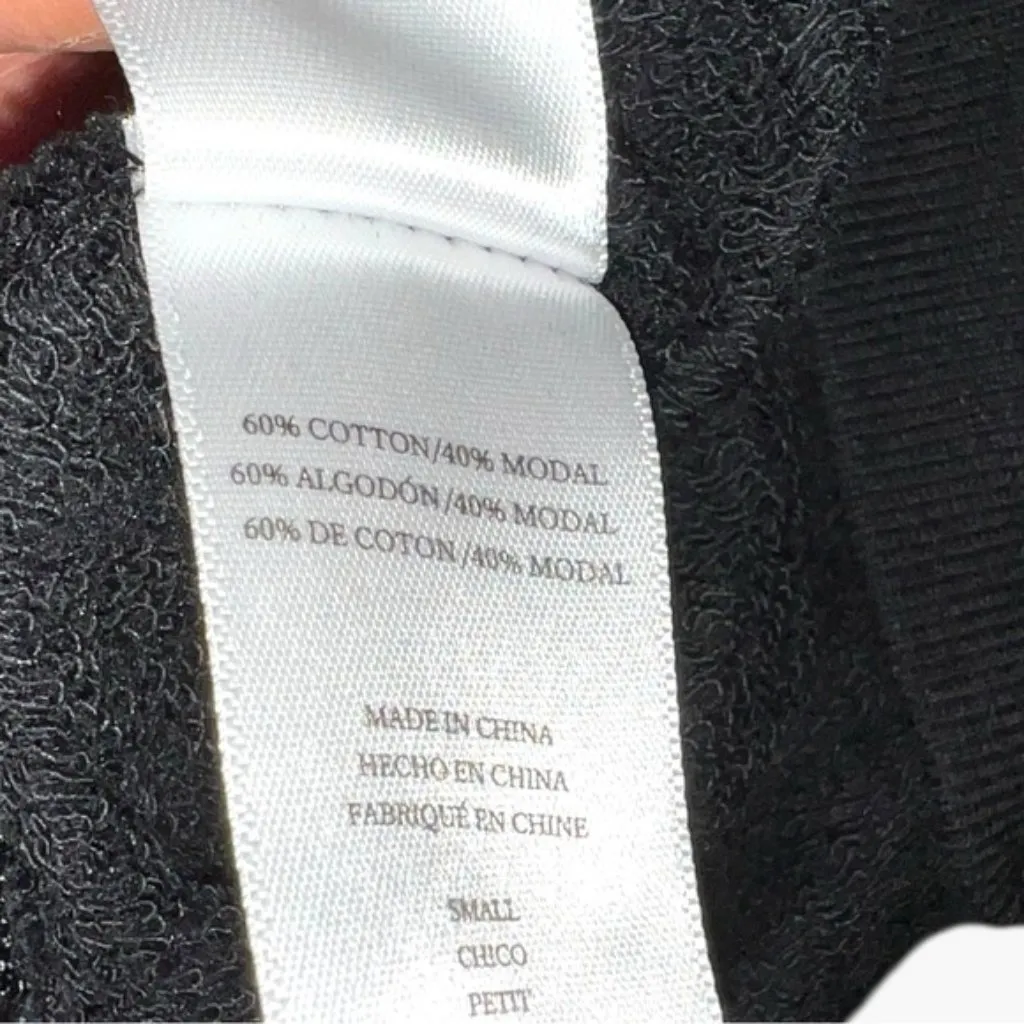 60% COTTON/40% MODAL
60% ALGODÓN/40% MODAL
60% DE COTON/40% MODAL
MADE IN CHINA
HECHO EN CHINA
FABRIQUÉ EN CHINE
SMALL
CHICO
PETIT